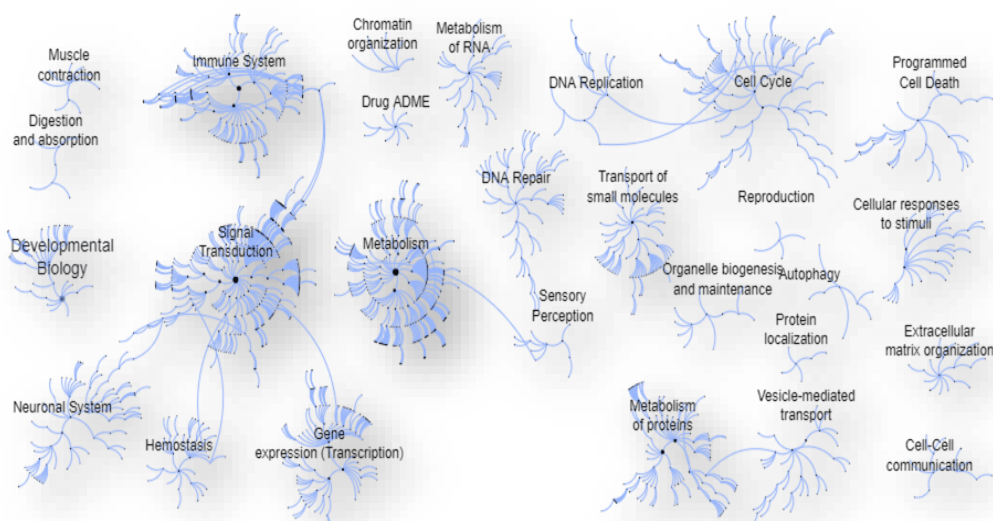 Muscle
contraction
Immune System
Chromatin
organization
Metabolism
of RNA
DNA Replication
Cell Cycle
Programmed
Cell Death
Digestion
and absorption
Drug ADME
DNA Repair
Transport of
small molecules
Reproduction
Cellular responses
to stimuli
Developmental
Biology
Signal
Transduction
Metabolism
Organelle biogenesis
and maintenance
Autophagy
Sensory
Perception
Protein
localization
Extracellular
matrix organization
Neuronal System
Hemostasis
Gene
expression (Transcription)
Metabolism
of proteins
Vesicle-mediated
transport
Cell-Cell
communication